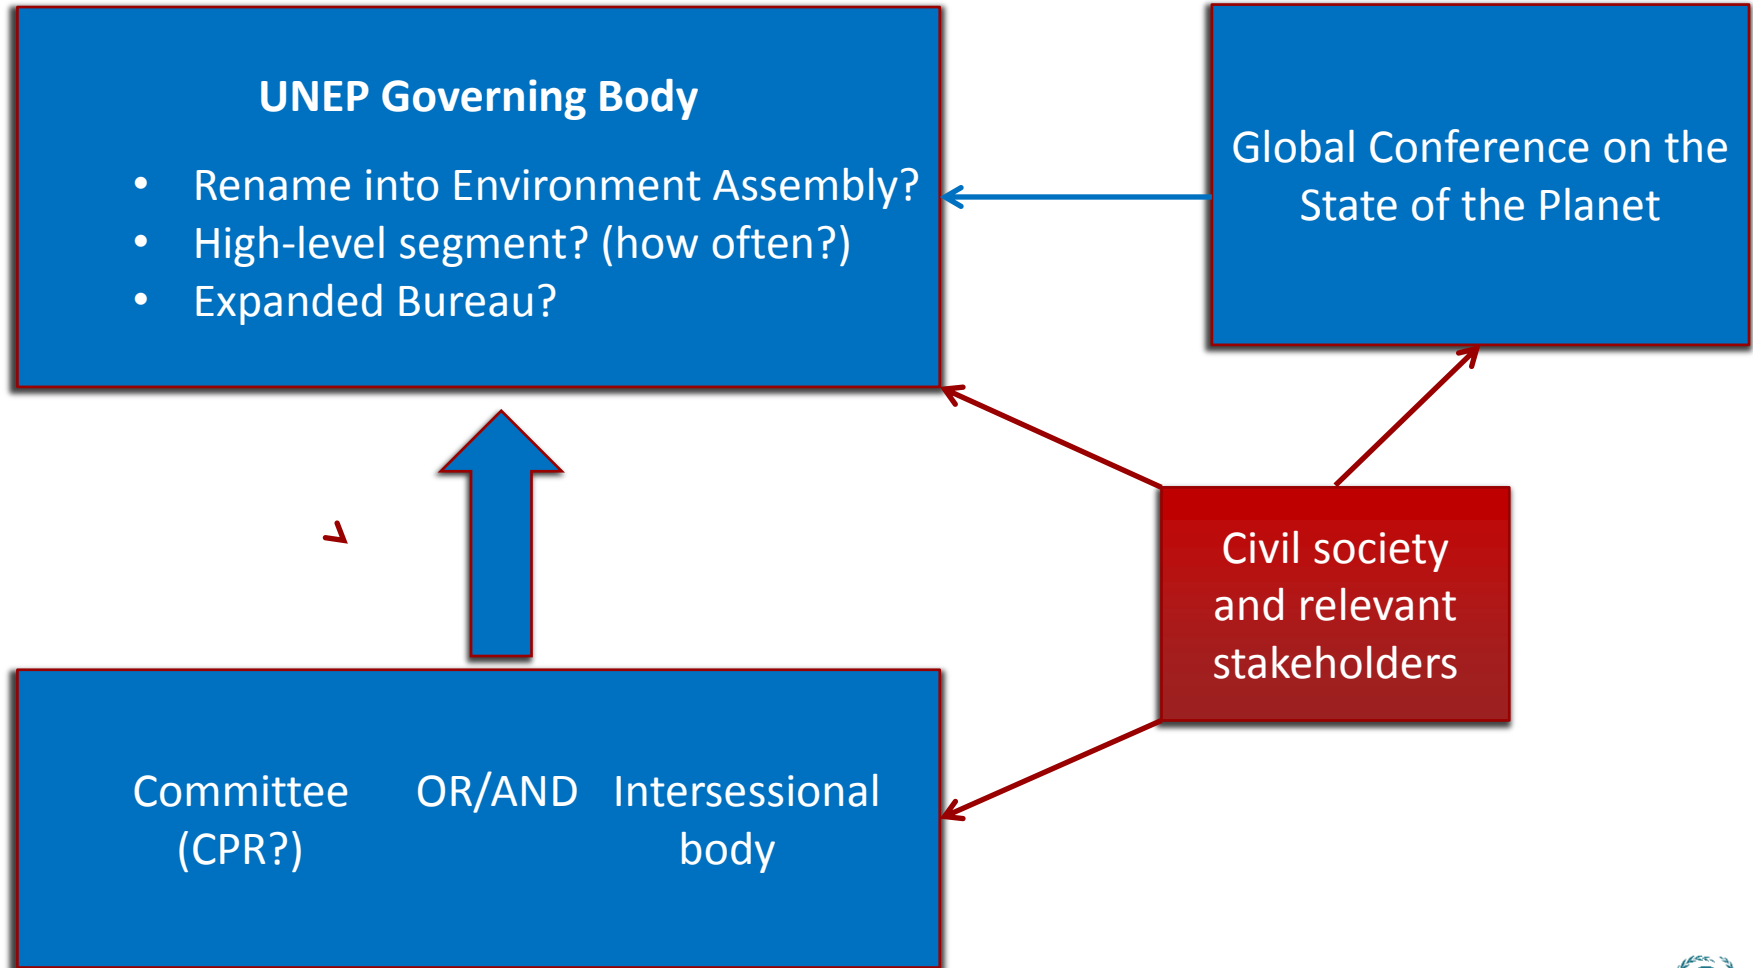 UNEP Governing Body
• Rename into Environment Assembly?
• High-level segment? (how often?)
• Expanded Bureau?
Global Conference on the
State of the Planet
Civil society
and relevant
stakeholders
Committee OR/AND Intersessional
(CPR?) body